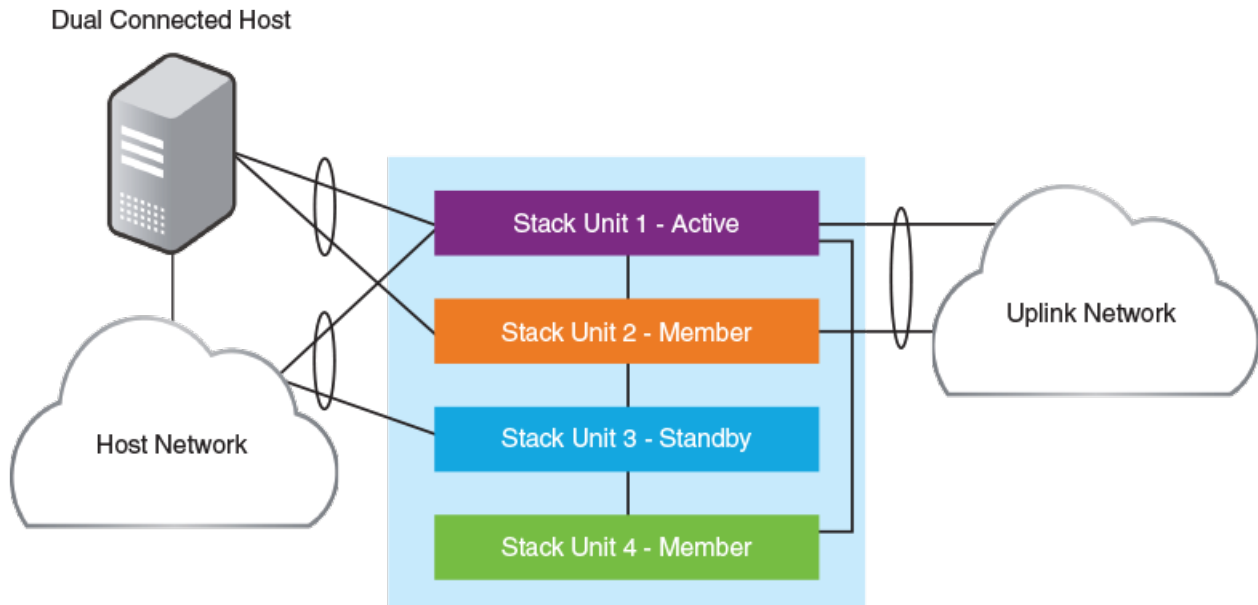 Dual Connected Host
Stack Unit 1 - Active
Stack Unit 2 - Member
Uplink Network
Stack Unit 3 - Standby
Host Network
Stack Unit 4 - Member